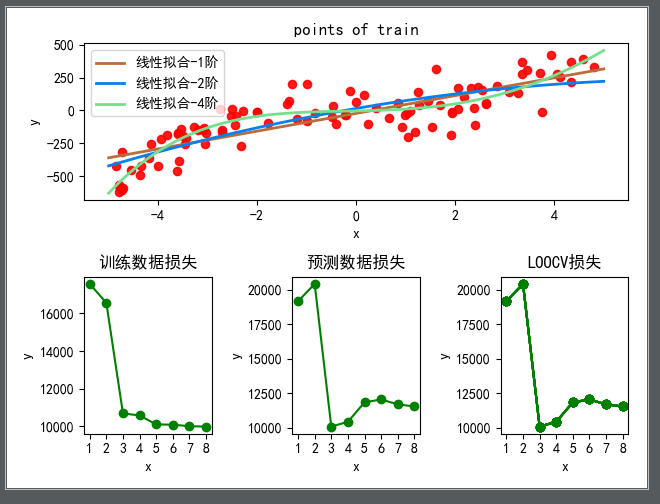 points of train
500
250
0
−250
−500
y
线性拟合-1阶
线性拟合-2阶
线性拟合-4阶
−4
−2
0
2
4
x
训练数据损失
16000
14000
12000
10000
y
1 2 3 4 5 6 7 8
x
预测数据损失
20000
17500
15000
12500
10000
y
1 2 3 4 5 6 7 8
x
LOOCV损失
20000
17500
15000
12500
10000
y
1 2 3 4 5 6 7 8
x